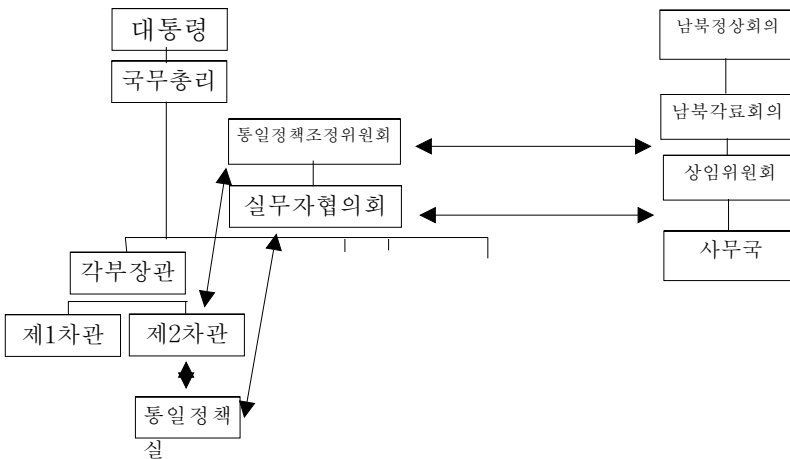 대통령
국무총리
통일정책조정위원회
실무자협의회
각부장관
제1차관
제2차관
통일정책
실
남북정상회의
남북각료회의
상임위원회
사무국